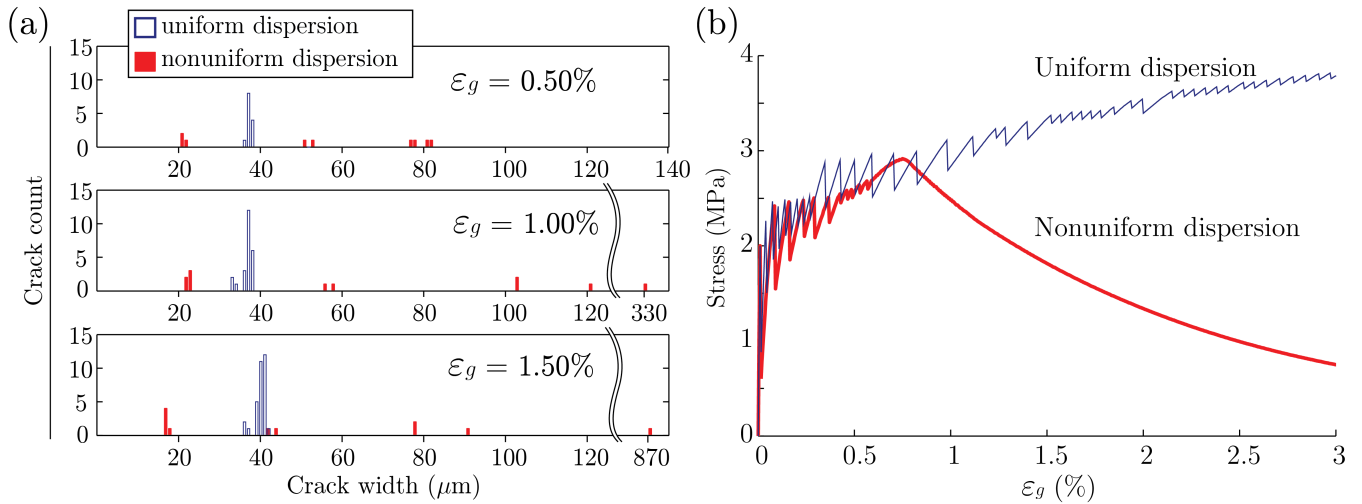 (a)
uniform dispersion
nonuniform dispersion
15
10
5
0
εg = 0.50%
20 40 60 80 100 120 140
15
10
5
0
εg = 1.00%
20 40 60 80 100 120 330
15
10
5
0
εg = 1.50%
20 40 60 80 100 120 870
Crack count
Crack width (μm)
(b)
4
3
2
1
0
Stress (MPa)
Uniform dispersion
Nonuniform dispersion
0 0.5 1 1.5 2 2.5 3
εg (%)